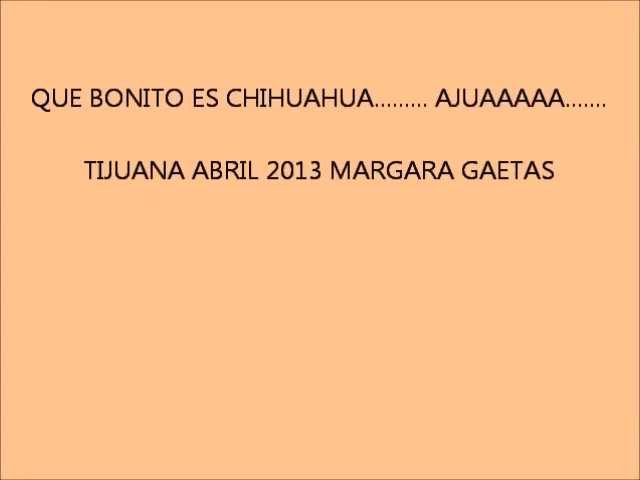 QUE BONITO ES CHIHUAHUA......... AJUAAAAA.......
TIJUANA ABRIL 2013 MARGARA GAETAS